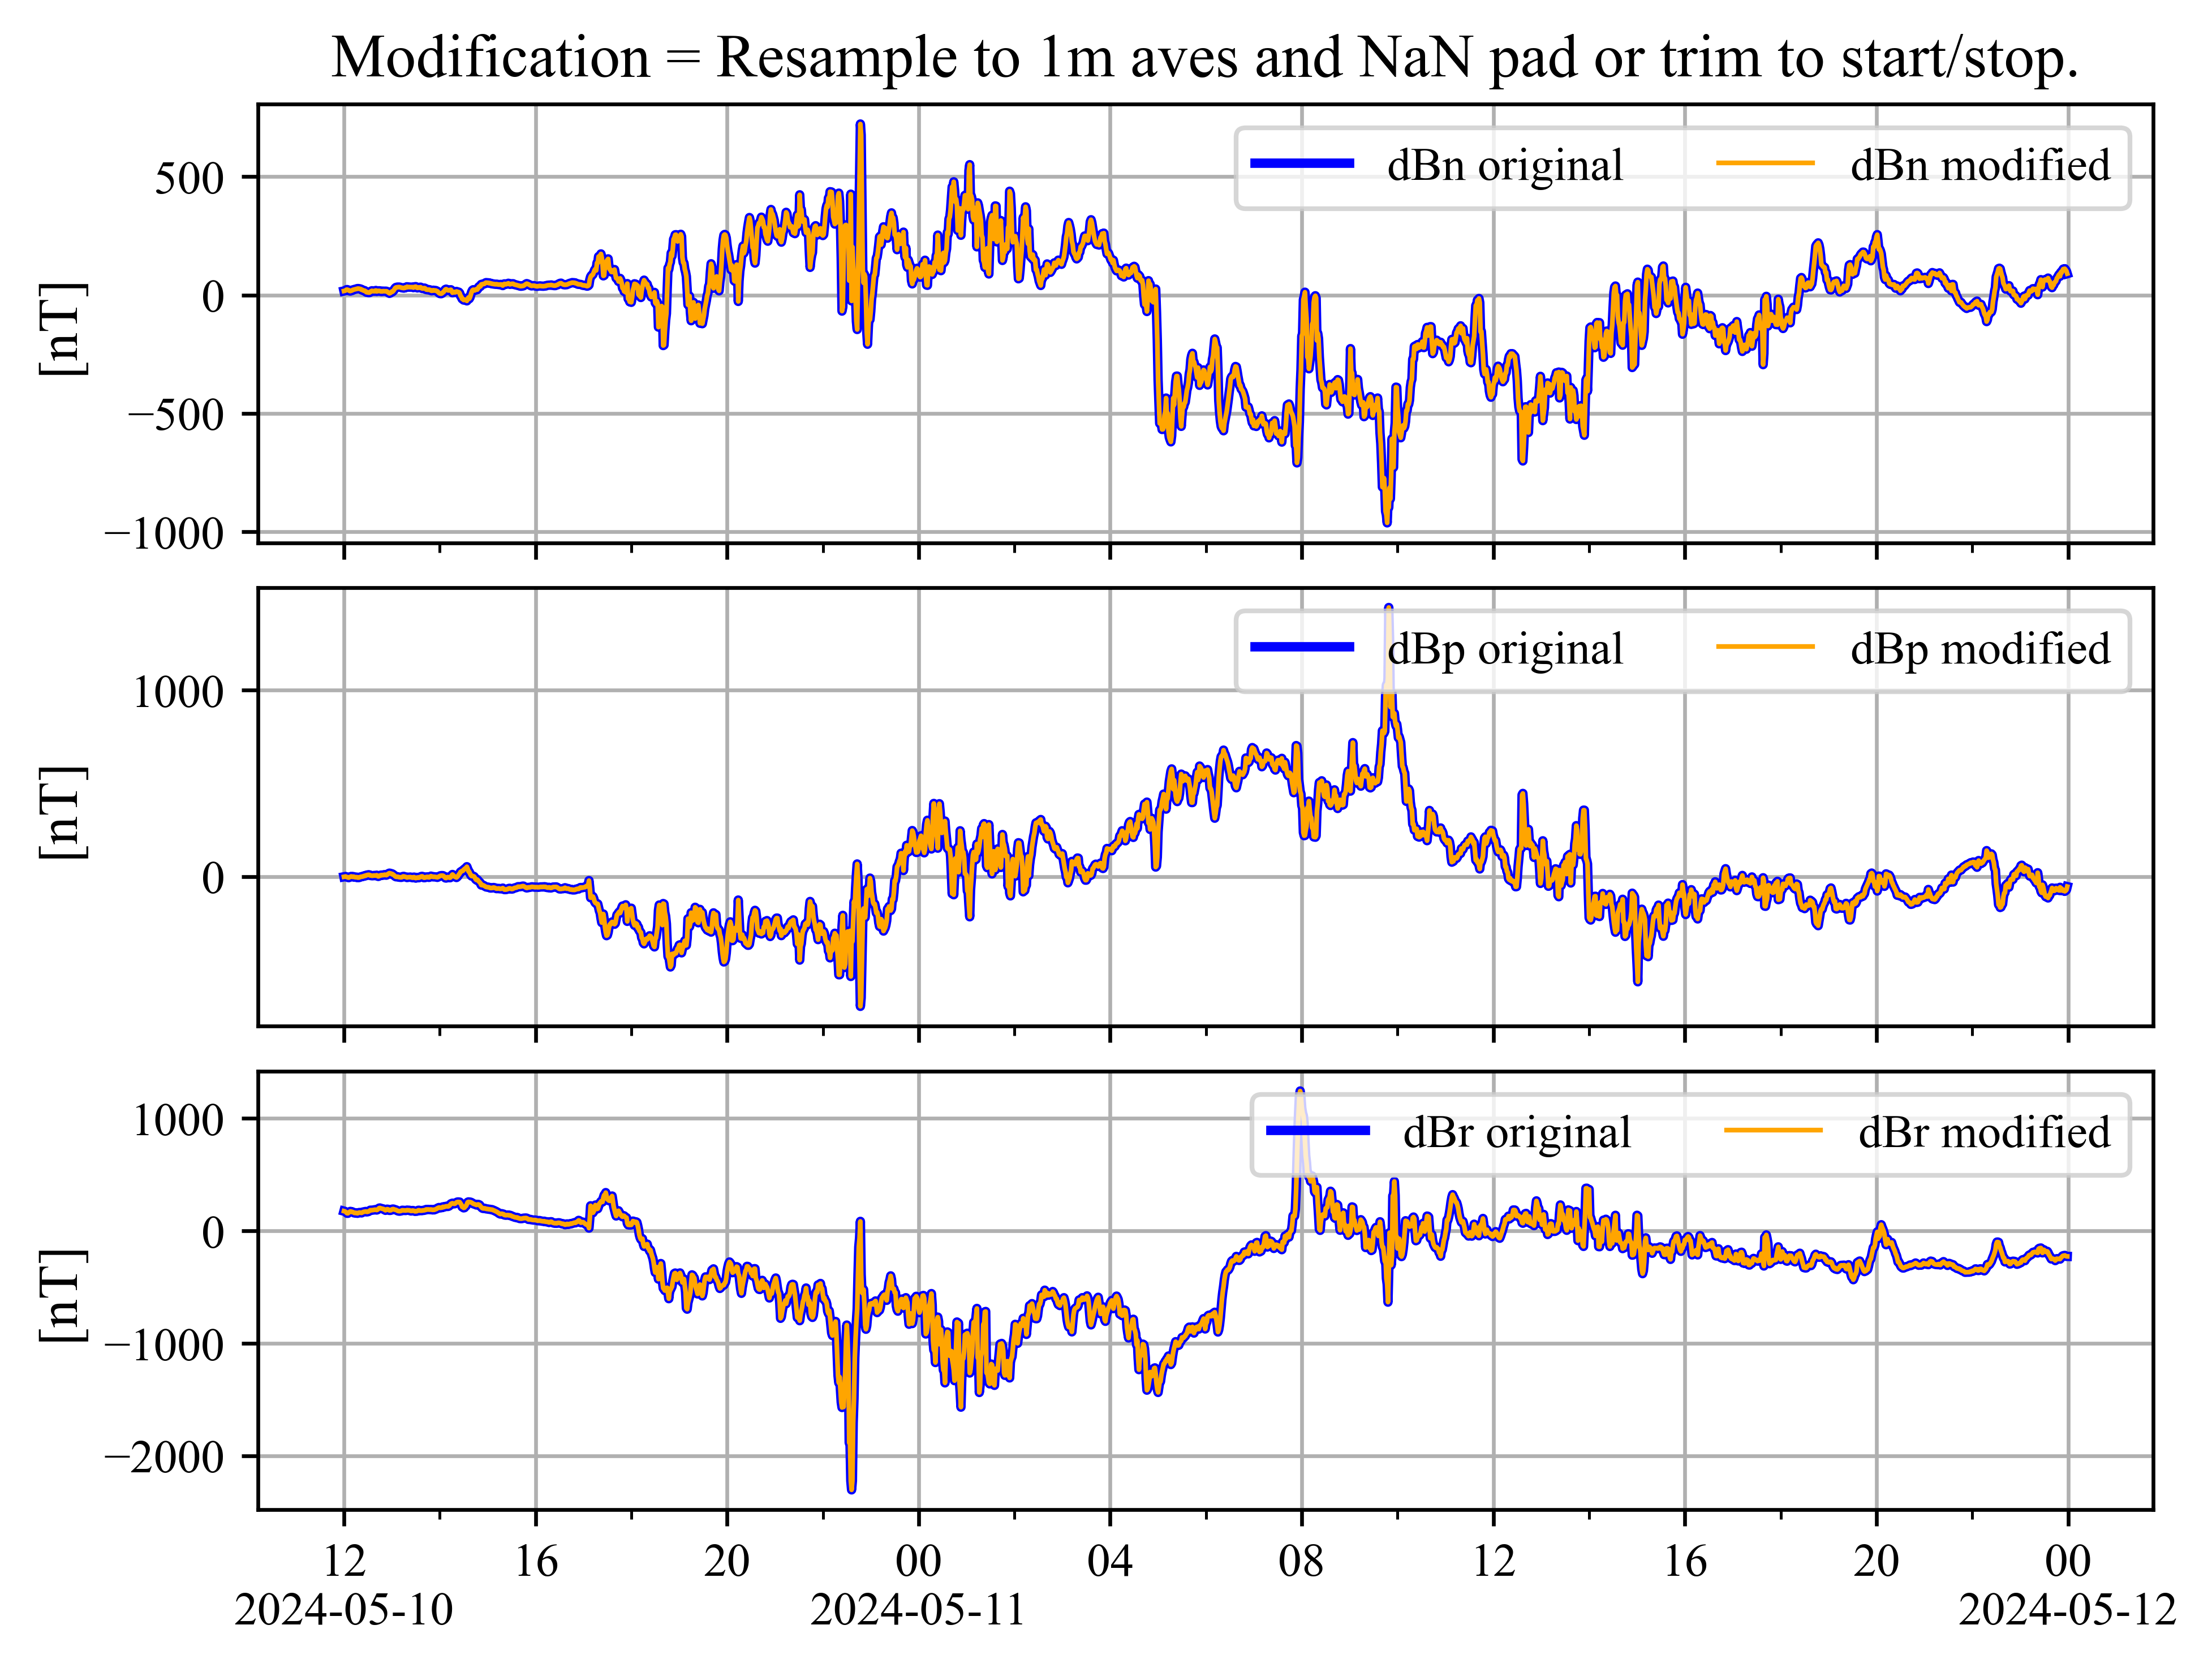 Modification = Resample to 1m aves and NaN pad or trim to start/stop.
dBn original dBn modified
500
0
−500
−1000
[nT]
dBp original dBp modified
1000
0
[nT]
dBr original dBr modified
1000
0
−1000
−2000
[nT]
12 16 20 00 04 08 12 16 20 00
2024-05-10 2024-05-11 2024-05-12